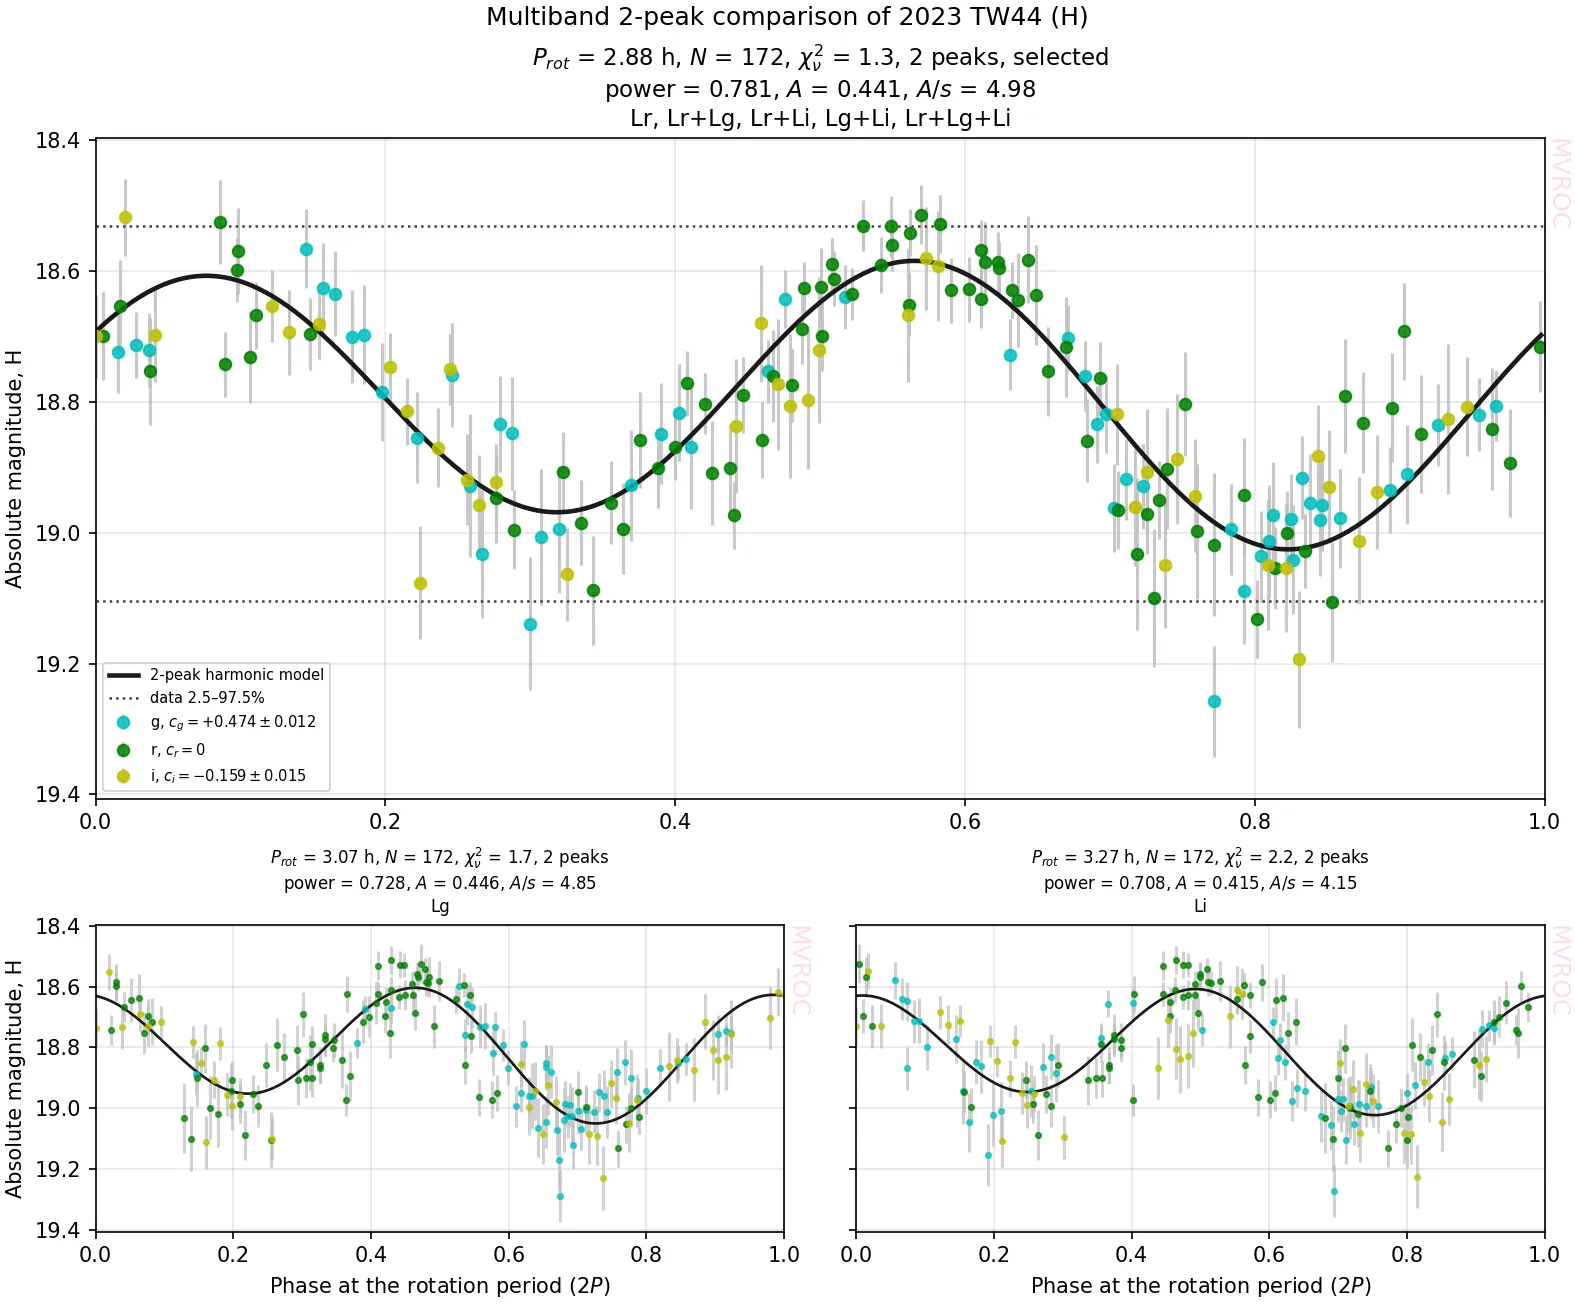 Multiband 2-peak comparison of 2023 TW44 (H)
P_rot = 2.88 h, N = 172, χ²_ν = 1.3, 2 peaks, selected
power = 0.781, A = 0.441, A/s = 4.98
Lr, Lr+Lg, Lr+Li, Lg+Li, Lr+Lg+Li
MVROC
Absolute magnitude, H
18.4
18.6
18.8
19.0
19.2
19.4
2-peak harmonic model
data 2.5–97.5%
g, c_g = +0.474 ± 0.012
r, c_r = 0
i, c_i = −0.159 ± 0.015
0.0 0.2 0.4 0.6 0.8 1.0
P_rot = 3.07 h, N = 172, χ²_ν = 1.7, 2 peaks
power = 0.728, A = 0.446, A/s = 4.85
Lg
MVROC
Absolute magnitude, H
18.4
18.6
18.8
19.0
19.2
19.4
0.0 0.2 0.4 0.6 0.8 1.0
Phase at the rotation period (2P)
P_rot = 3.27 h, N = 172, χ²_ν = 2.2, 2 peaks
power = 0.708, A = 0.415, A/s = 4.15
Li
MVROC
0.0 0.2 0.4 0.6 0.8 1.0
Phase at the rotation period (2P)